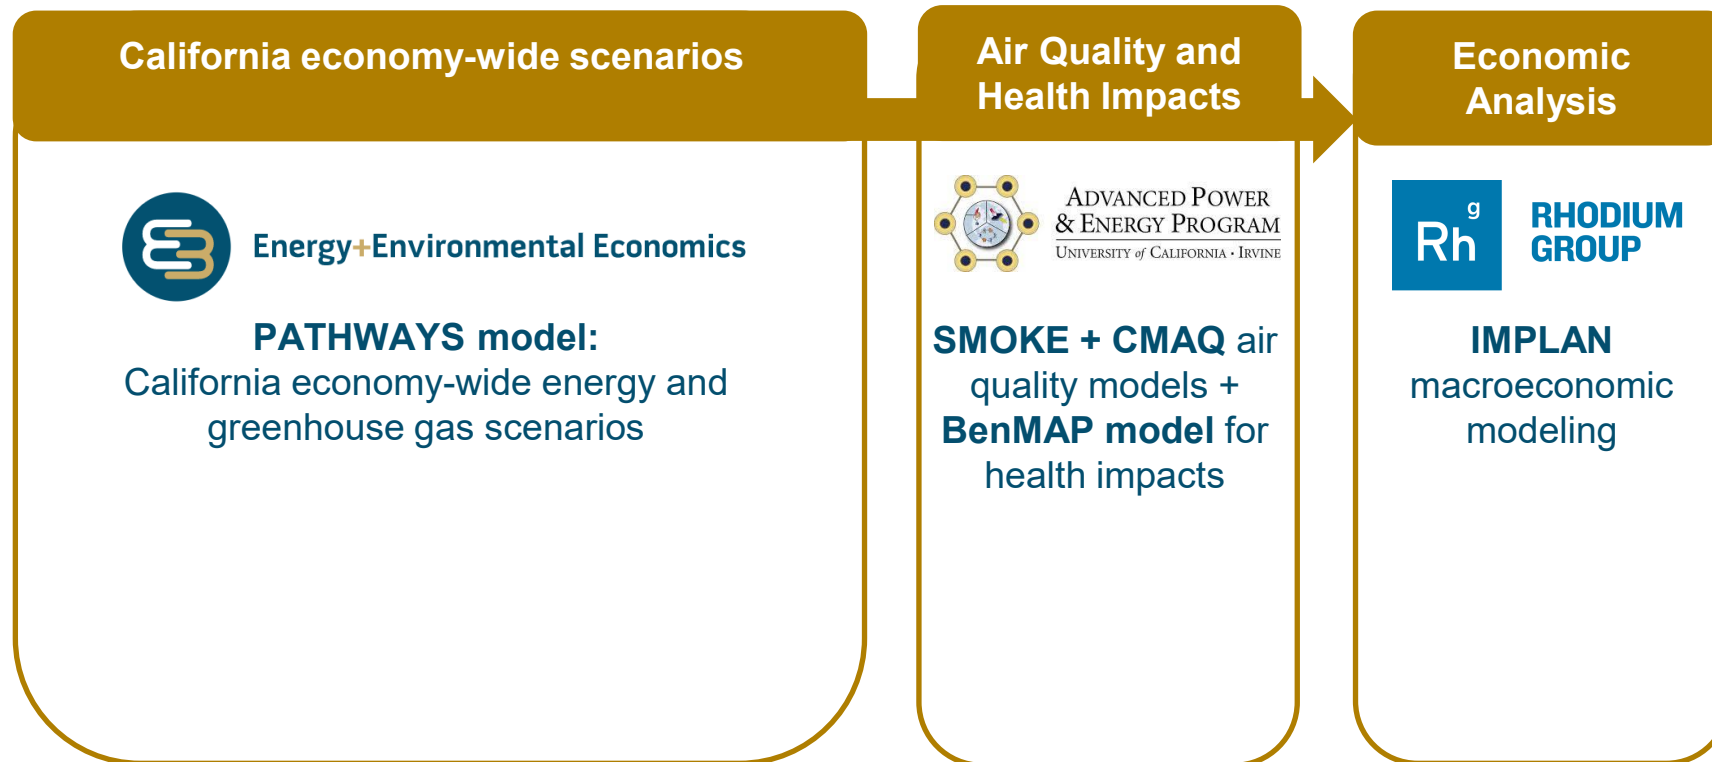 California economy-wide scenarios
Energy+Environmental Economics
PATHWAYS model:
California economy-wide energy and
greenhouse gas scenarios
Air Quality and
Health Impacts
ADVANCED POWER
& ENERGY PROGRAM
UNIVERSITY of CALIFORNIA · IRVINE
SMOKE + CMAQ air
quality models +
BenMAP model for
health impacts
Economic
Analysis
Rh g
RHODIUM
GROUP
IMPLAN
macroeconomic
modeling